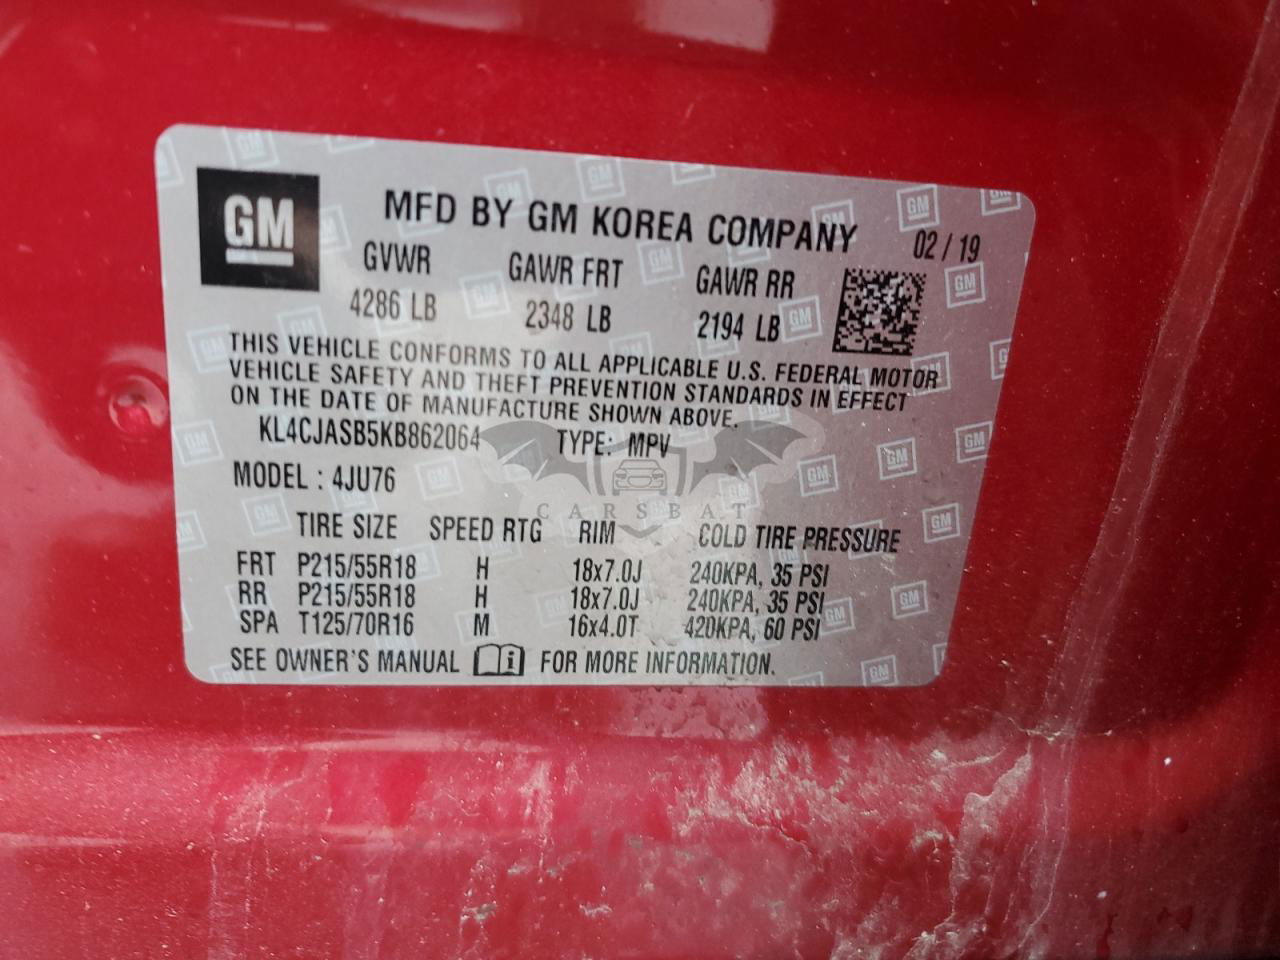 GM
MFD BY GM KOREA COMPANY 02 / 19
GVWR GAWR FRT GAWR RR
4286 LB 2348 LB 2194 LB
THIS VEHICLE CONFORMS TO ALL APPLICABLE U.S. FEDERAL MOTOR
VEHICLE SAFETY AND THEFT PREVENTION STANDARDS IN EFFECT
ON THE DATE OF MANUFACTURE SHOWN ABOVE.
KL4CJASB5KB862064 TYPE: MPV
MODEL : 4JU76
CARSBAT
TIRE SIZE SPEED RTG RIM COLD TIRE PRESSURE
FRT P215/55R18 H 18x7.0J 240KPA, 35 PSI
RR P215/55R18 H 18x7.0J 240KPA, 35 PSI
SPA T125/70R16 M 16x4.0T 420KPA, 60 PSI
SEE OWNER'S MANUAL i FOR MORE INFORMATION.